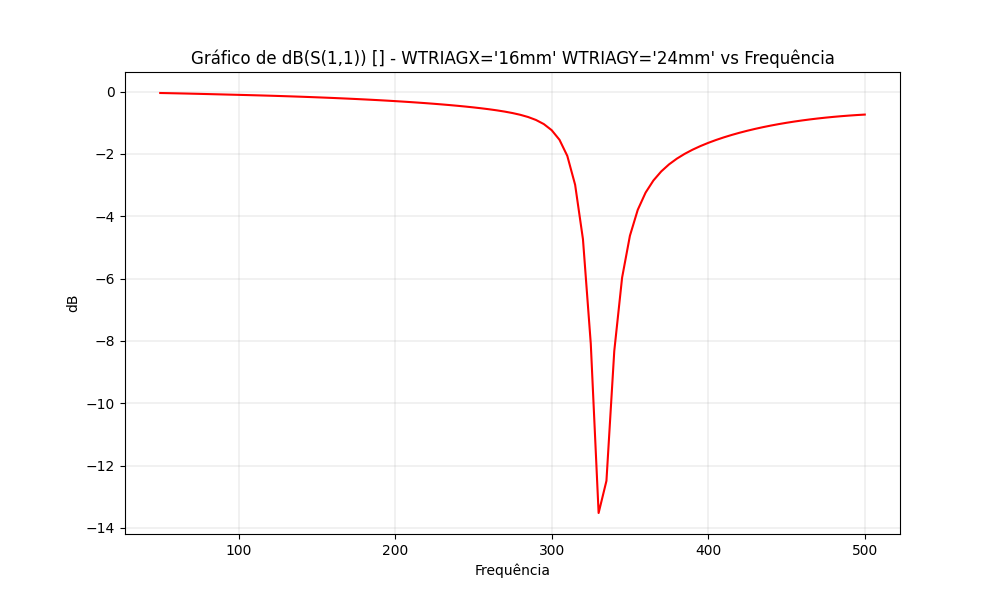 Gráfico de dB(S(1,1)) [] - WTRIAGX='16mm' WTRIAGY='24mm' vs Frequência
0
−2
−4
−6
−8
−10
−12
−14
dB
100 200 300 400 500
Frequência